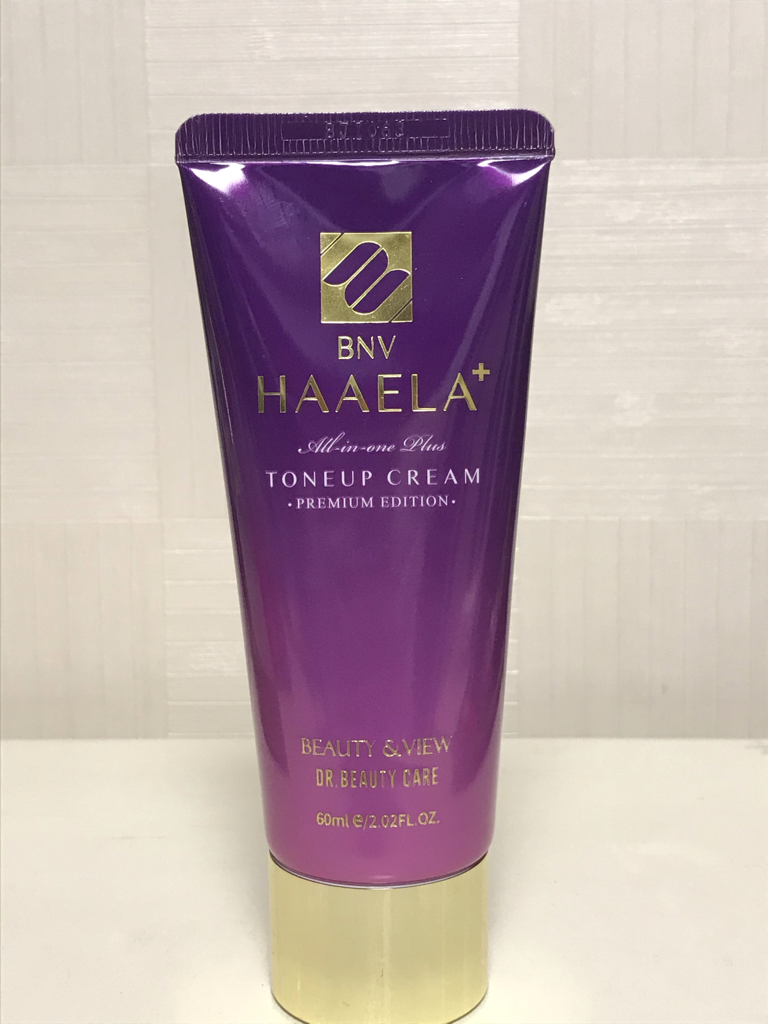 BNV
HAAELA+
All-in-one Plus
TONEUP CREAM
•PREMIUM EDITION•
BEAUTY & VIEW
DR.BEAUTY CARE
60ml ℮/2.02FL.OZ.